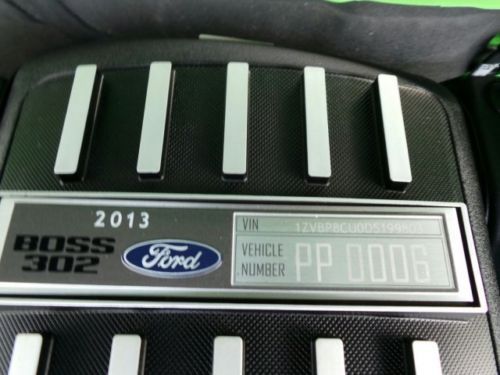 2013
BOSS
302
Ford
VIN
VEHICLE
NUMBER
PP 0006